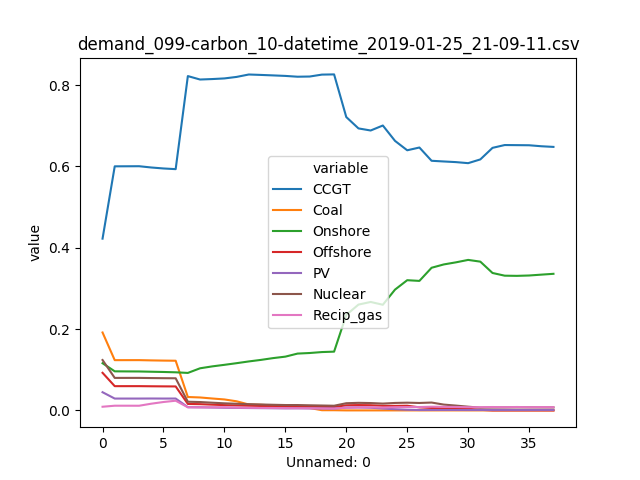 demand_099-carbon_10-datetime_2019-01-25_21-09-11.csv
0.8
0.6
0.4
0.2
0.0
value
variable
CCGT
Coal
Onshore
Offshore
PV
Nuclear
Recip_gas
0 5 10 15 20 25 30 35
Unnamed: 0